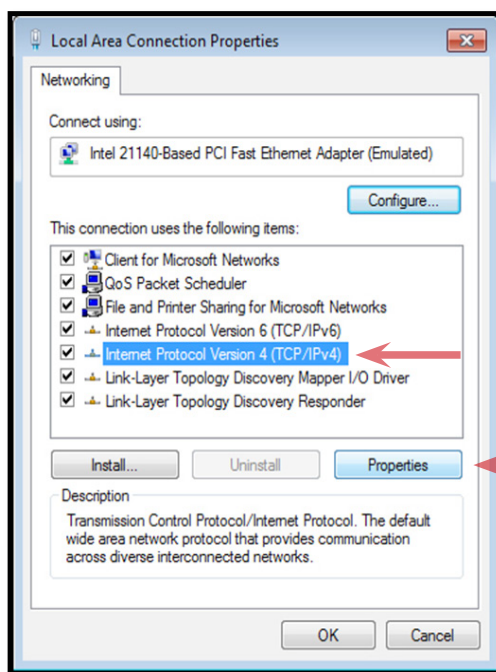 Local Area Connection Properties
Networking
Connect using:
Intel 21140-Based PCI Fast Ethernet Adapter (Emulated)
Configure...
This connection uses the following items:
Client for Microsoft Networks
QoS Packet Scheduler
File and Printer Sharing for Microsoft Networks
Internet Protocol Version 6 (TCP/IPv6)
Internet Protocol Version 4 (TCP/IPv4)
Link-Layer Topology Discovery Mapper I/O Driver
Link-Layer Topology Discovery Responder
Install... Uninstall Properties
Description
Transmission Control Protocol/Internet Protocol. The default
wide area network protocol that provides communication
across diverse interconnected networks.
OK Cancel